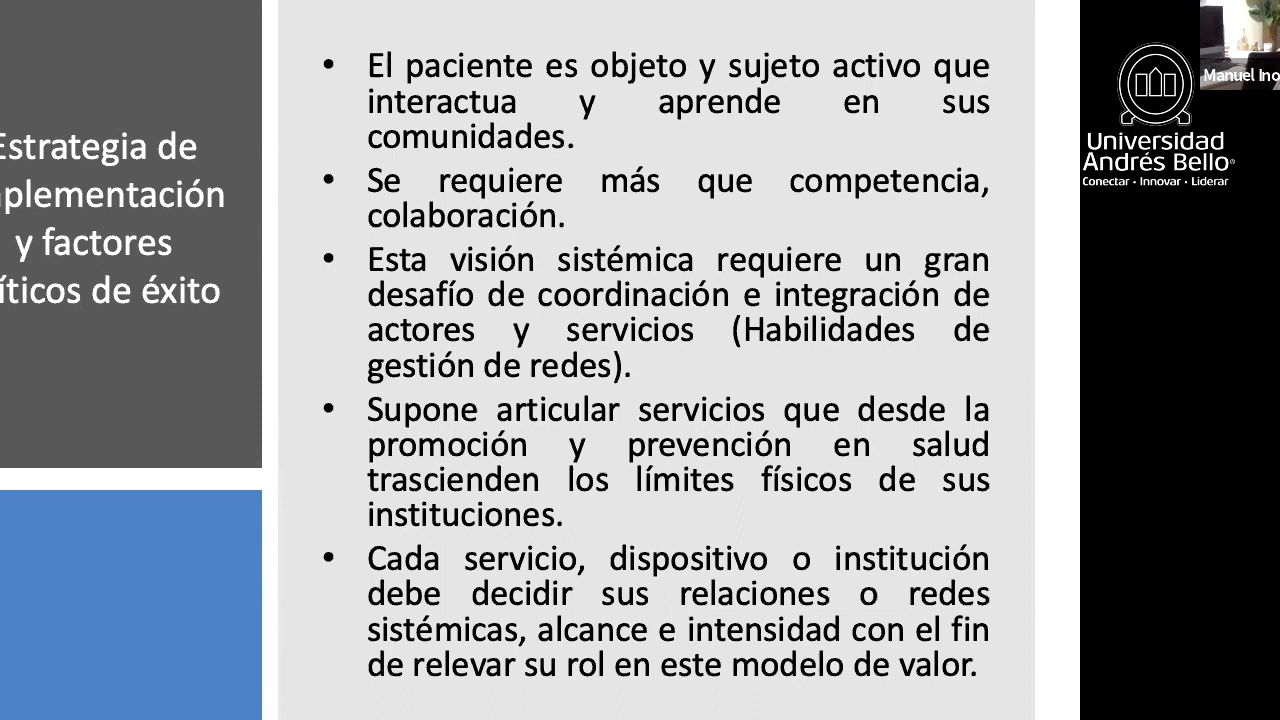 Estrategia de
plementación
y factores
íticos de éxito
• El paciente es objeto y sujeto activo que
interactua y aprende en sus
comunidades.
• Se requiere más que competencia,
colaboración.
• Esta visión sistémica requiere un gran
desafío de coordinación e integración de
actores y servicios (Habilidades de
gestión de redes).
• Supone articular servicios que desde la
promoción y prevención en salud
trascienden los límites físicos de sus
instituciones.
• Cada servicio, dispositivo o institución
debe decidir sus relaciones o redes
sistémicas, alcance e intensidad con el fin
de relevar su rol en este modelo de valor.
Manuel Ino
Universidad
Andrés Bello®
Conectar • Innovar • Liderar